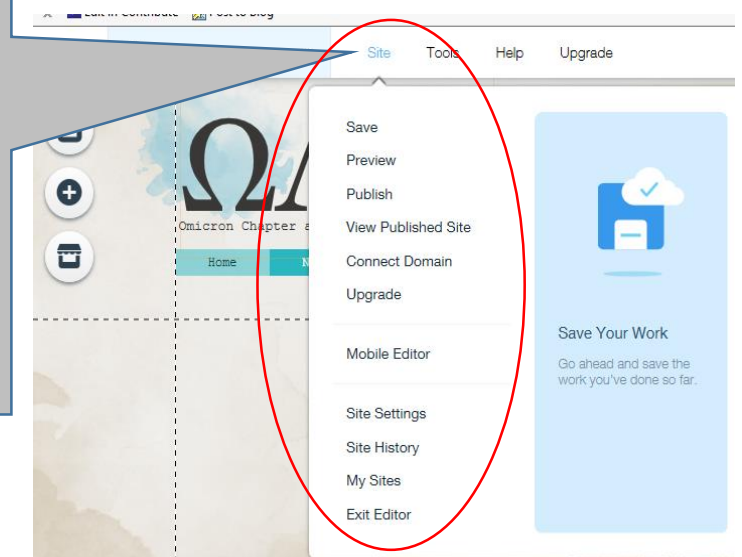 Site Tools Help Upgrade
ΩΛ
Omicron Chapter
Home
Save
Preview
Publish
View Published Site
Connect Domain
Upgrade
Mobile Editor
Site Settings
Site History
My Sites
Exit Editor
Save Your Work
Go ahead and save the
work you've done so far.